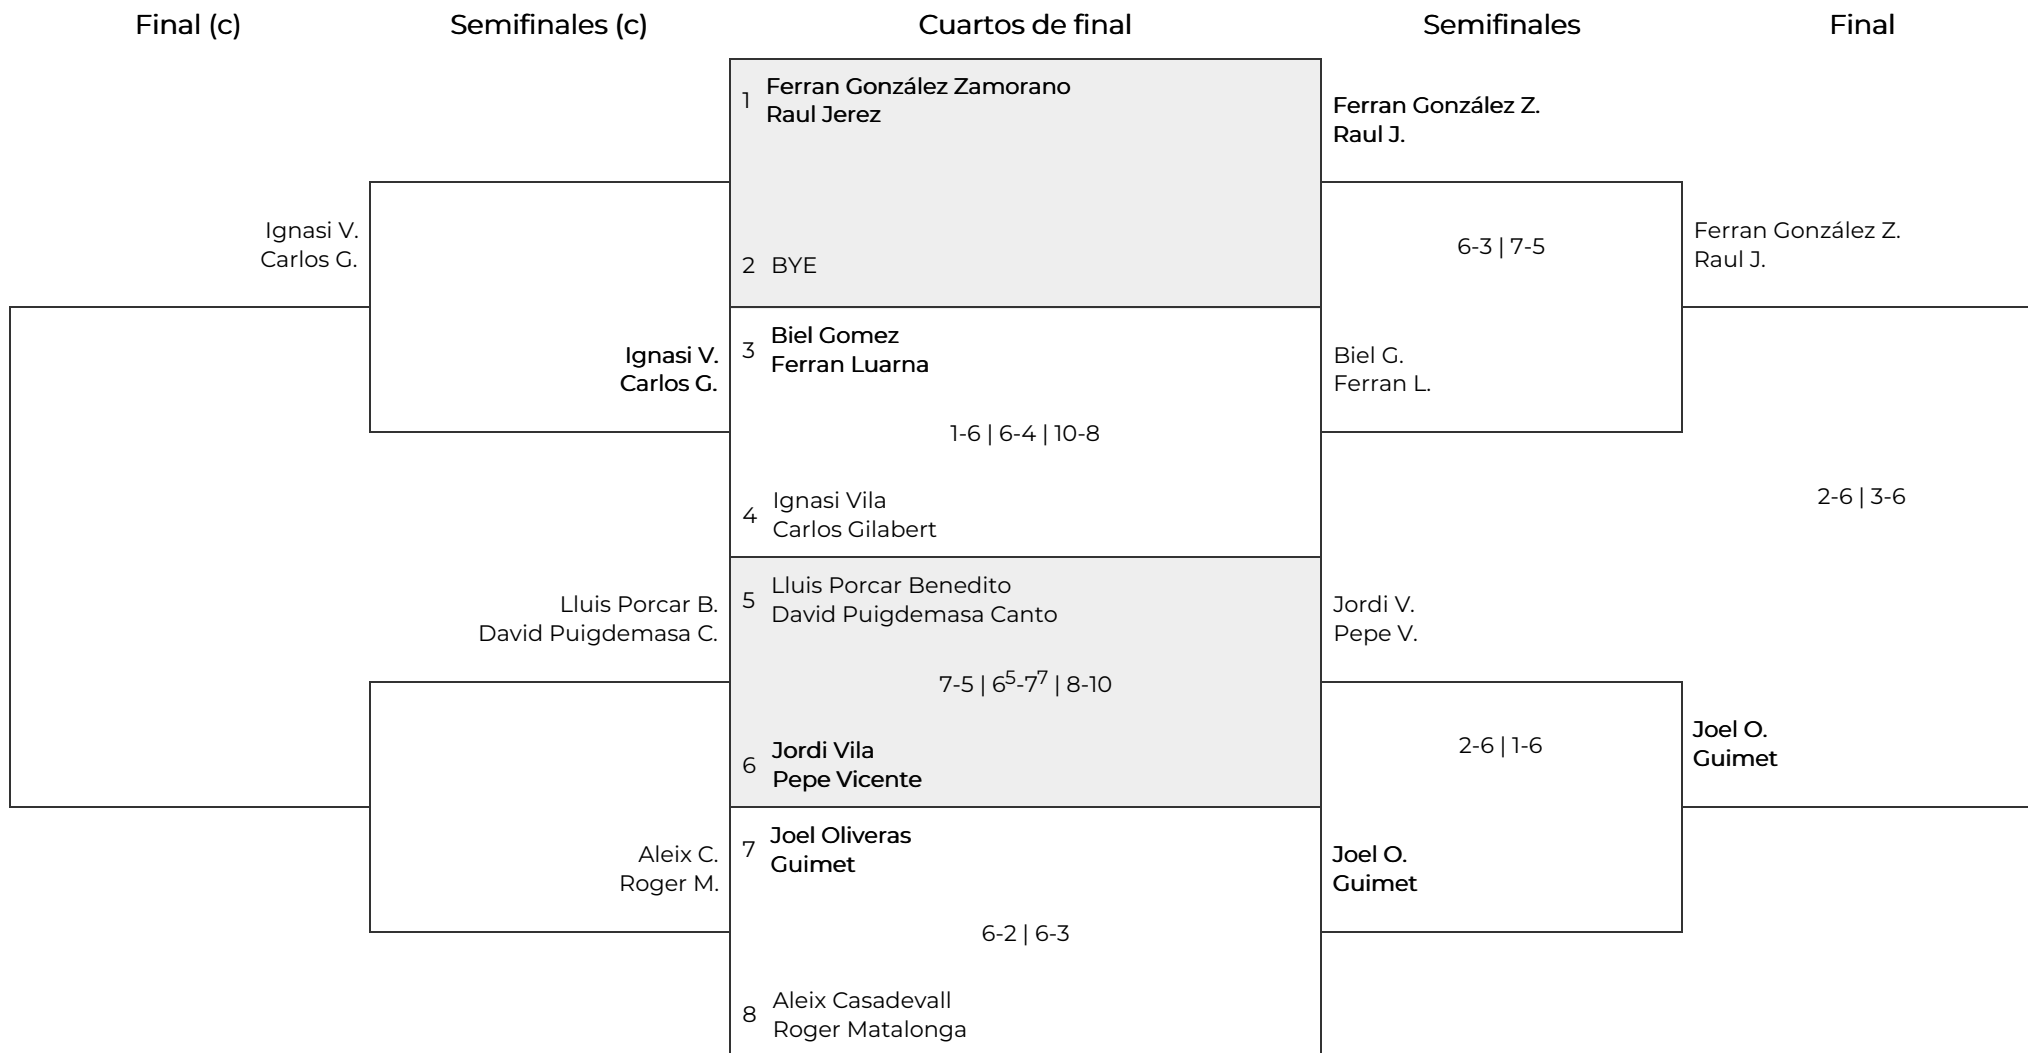 Final (c)
Semifinales (c)
Cuartos de final
Semifinales
Final
Ignasi V.
Carlos G.
Ignasi V.
Carlos G.
Lluis Porcar B.
David Puigdemasa C.
Aleix C.
Roger M.
1 Ferran González Zamorano
Raul Jerez
2 BYE
3 Biel Gomez
Ferran Luarna
1-6 | 6-4 | 10-8
4 Ignasi Vila
Carlos Gilabert
5 Lluis Porcar Benedito
David Puigdemasa Canto
7-5 | 6⁵-7⁷ | 8-10
6 Jordi Vila
Pepe Vicente
7 Joel Oliveras
Guimet
6-2 | 6-3
8 Aleix Casadevall
Roger Matalonga
Ferran González Z.
Raul J.
6-3 | 7-5
Biel G.
Ferran L.
Jordi V.
Pepe V.
2-6 | 1-6
Joel O.
Guimet
Ferran González Z.
Raul J.
2-6 | 3-6
Joel O.
Guimet